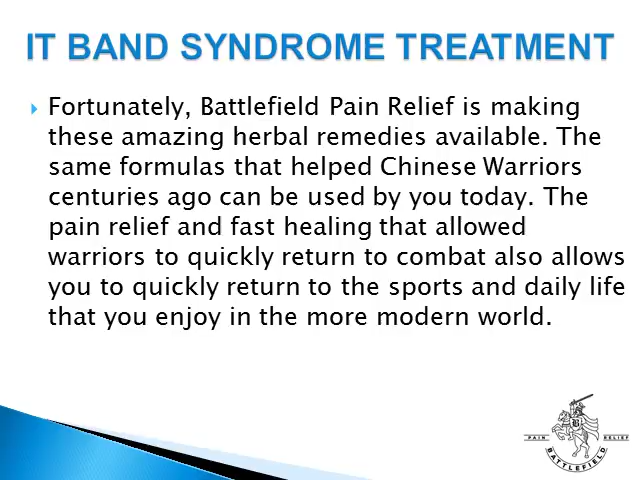 IT BAND SYNDROME TREATMENT
Fortunately, Battlefield Pain Relief is making
these amazing herbal remedies available. The
same formulas that helped Chinese Warriors
centuries ago can be used by you today. The
pain relief and fast healing that allowed
warriors to quickly return to combat also allows
you to quickly return to the sports and daily life
that you enjoy in the more modern world.
B
PAIN RELIEF
BATTLEFIELD